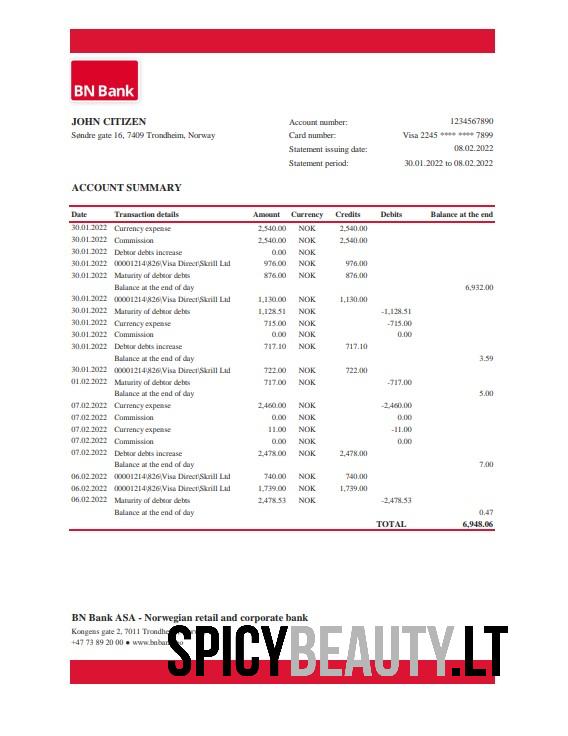 BN Bank
JOHN CITIZEN
Søndre gate 16, 7409 Trondheim, Norway
Account number: 1234567890
Card number: Visa 2245 **** **** 7899
Statement issuing date: 08.02.2022
Statement period: 30.01.2022 to 08.02.2022
ACCOUNT SUMMARY
Date Transaction details Amount Currency Credits Debits Balance at the end
30.01.2022 Currency expense 2,540.00 NOK 2,540.00
30.01.2022 Commission 2,540.00 NOK 2,540.00
30.01.2022 Debtor debts increase 0.00 NOK
30.01.2022 00001214\826\Visa Direct\Skrill Ltd 976.00 NOK 976.00
30.01.2022 Maturity of debtor debts 876.00 NOK 876.00
Balance at the end of day 6,932.00
30.01.2022 00001214\826\Visa Direct\Skrill Ltd 1,130.00 NOK 1,130.00
30.01.2022 Maturity of debtor debts 1,128.51 NOK -1,128.51
30.01.2022 Currency expense 715.00 NOK -715.00
30.01.2022 Commission 0.00 NOK 0.00
30.01.2022 Debtor debts increase 717.10 NOK 717.10
Balance at the end of day 3.59
30.01.2022 00001214\826\Visa Direct\Skrill Ltd 722.00 NOK 722.00
01.02.2022 Maturity of debtor debts 717.00 NOK -717.00
Balance at the end of day 5.00
07.02.2022 Currency expense 2,460.00 NOK -2,460.00
07.02.2022 Commission 0.00 NOK 0.00
07.02.2022 Currency expense 11.00 NOK -11.00
07.02.2022 Commission 0.00 NOK 0.00
07.02.2022 Debtor debts increase 2,478.00 NOK 2,478.00
Balance at the end of day 7.00
06.02.2022 00001214\826\Visa Direct\Skrill Ltd 740.00 NOK 740.00
06.02.2022 00001214\826\Visa Direct\Skrill Ltd 1,739.00 NOK 1,739.00
06.02.2022 Maturity of debtor debts 2,478.53 NOK -2,478.53
Balance at the end of day 0.47
TOTAL 6,948.06
BN Bank ASA - Norwegian retail and corporate bank
Kongens gate 2, 7011
+47 73 89 20 00 ●
SPICYBEAUTY.LT